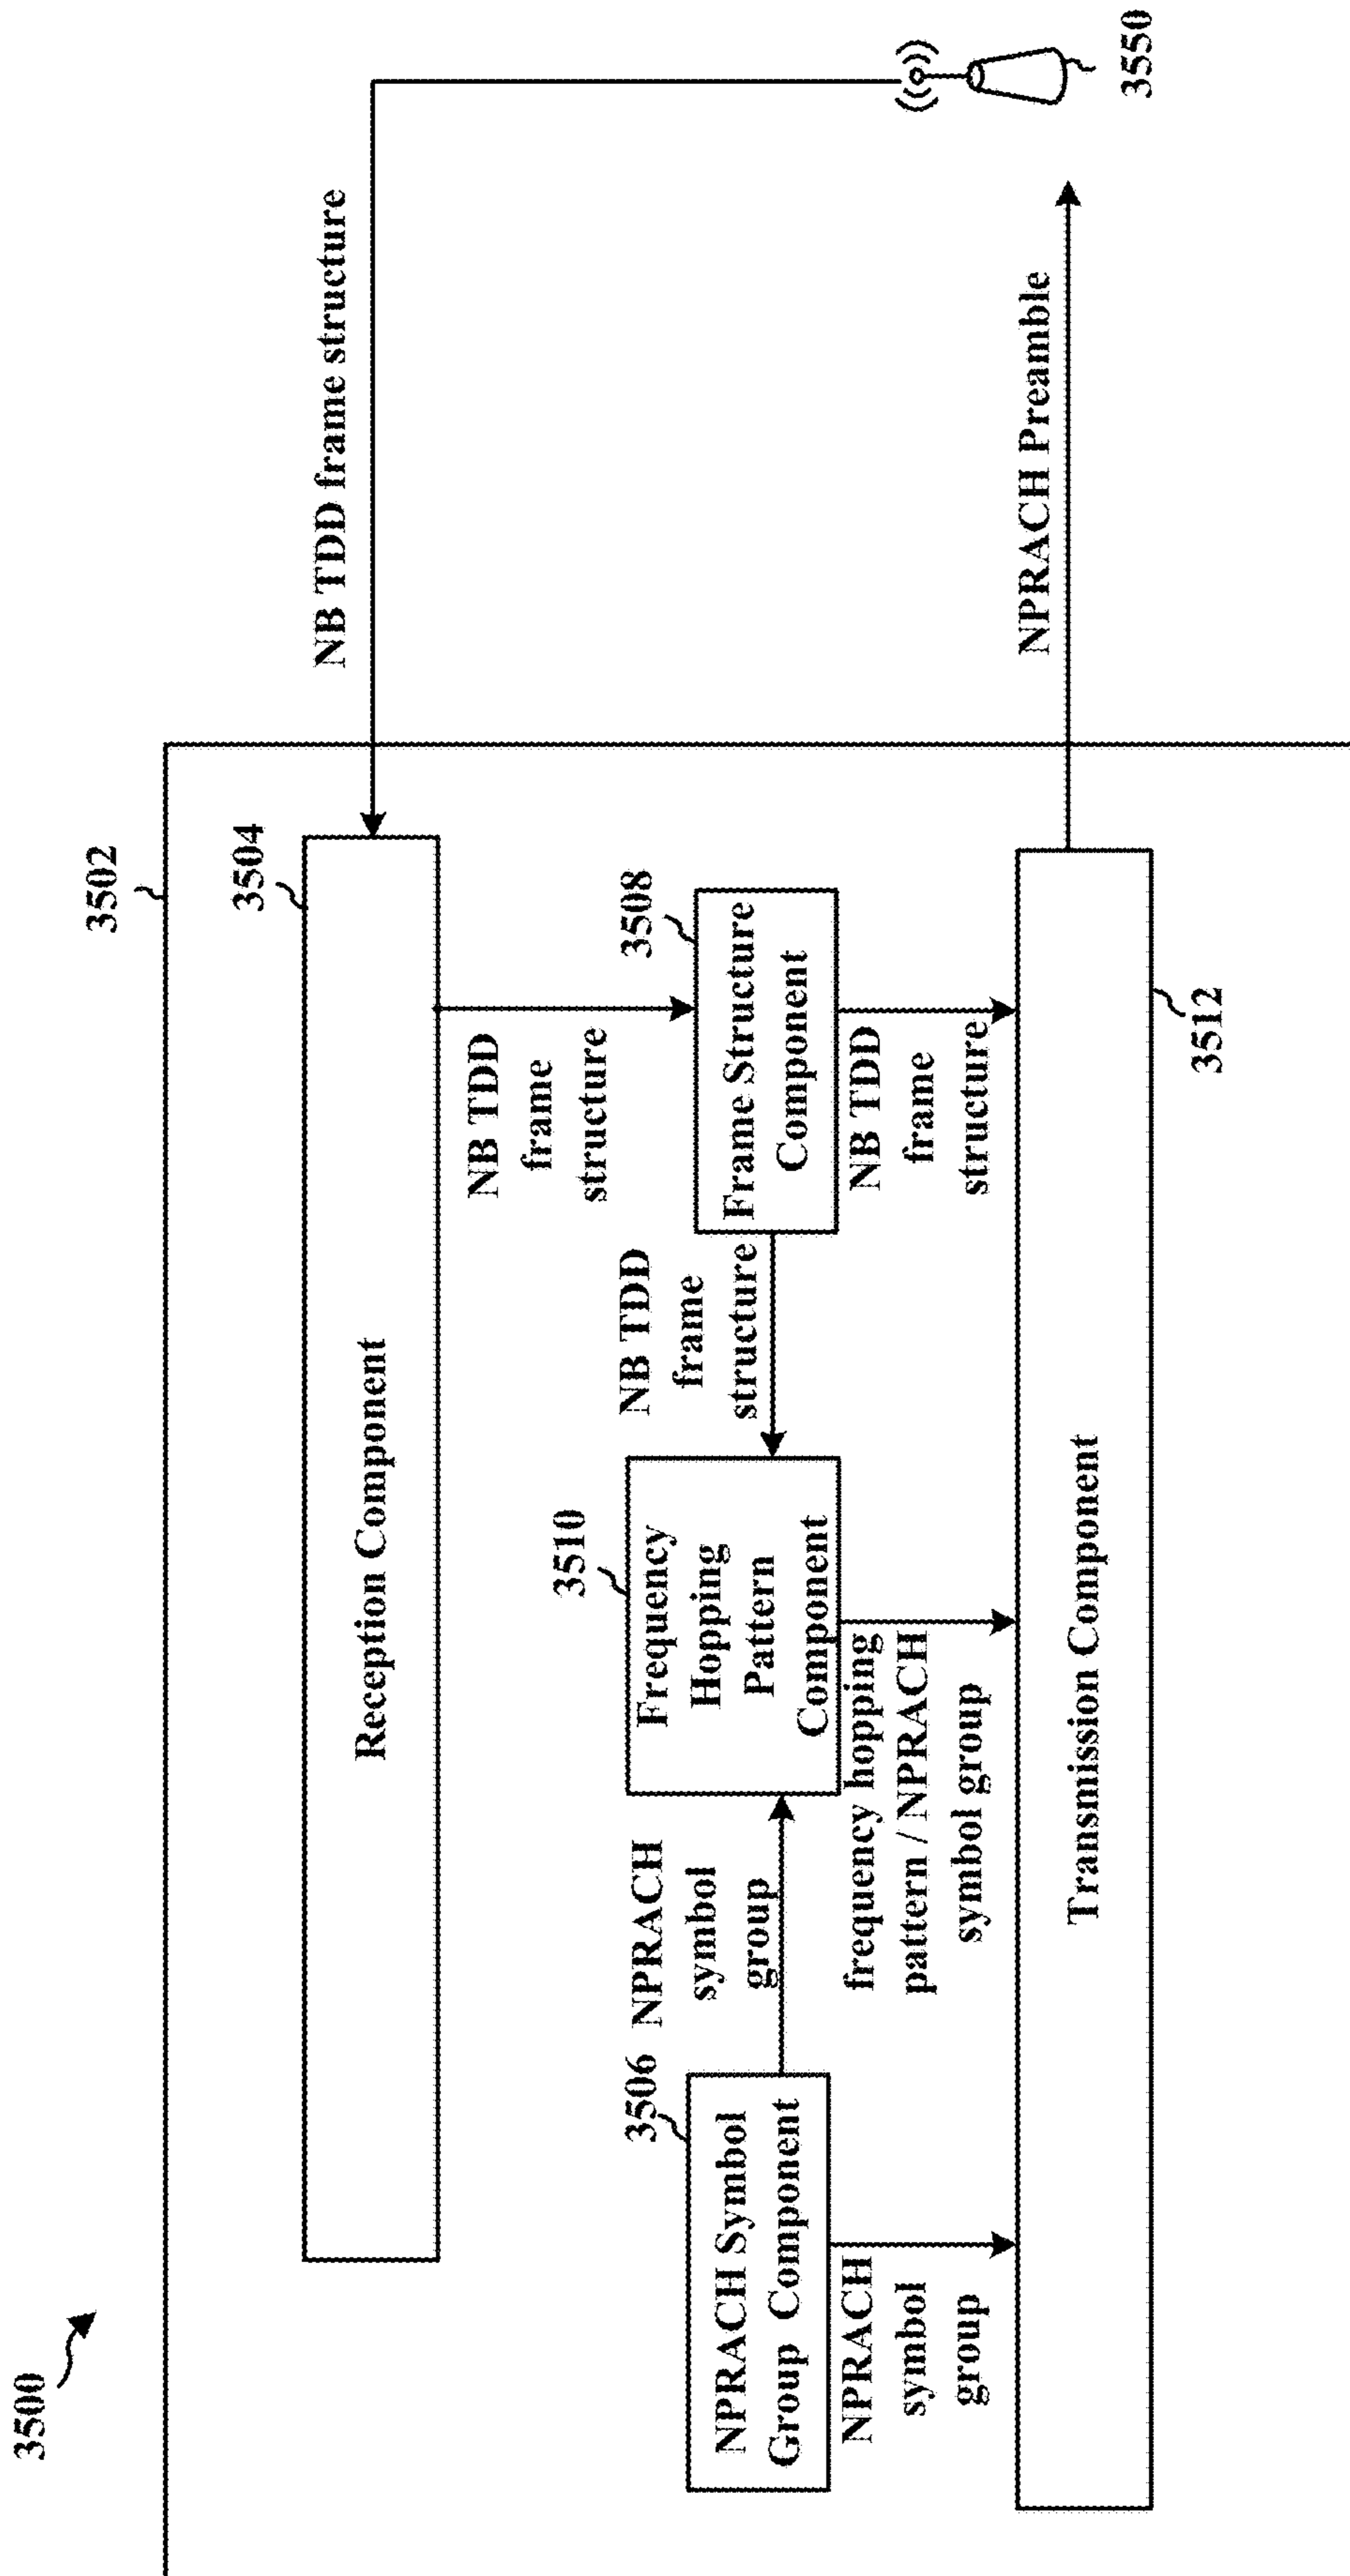 3500
3502
3504
Reception Component
NB TDD frame structure
3550
NB TDD
frame
structure
3508
Frame Structure
Component
NB TDD
frame
structure
3510
Frequency
Hopping
Pattern
Component
3506
NPRACH
symbol
group
NPRACH Symbol
Group Component
NPRACH
symbol
group
frequency hopping
pattern / NPRACH
symbol group
NB TDD
frame
structure
Transmission Component
3512
NPRACH Preamble